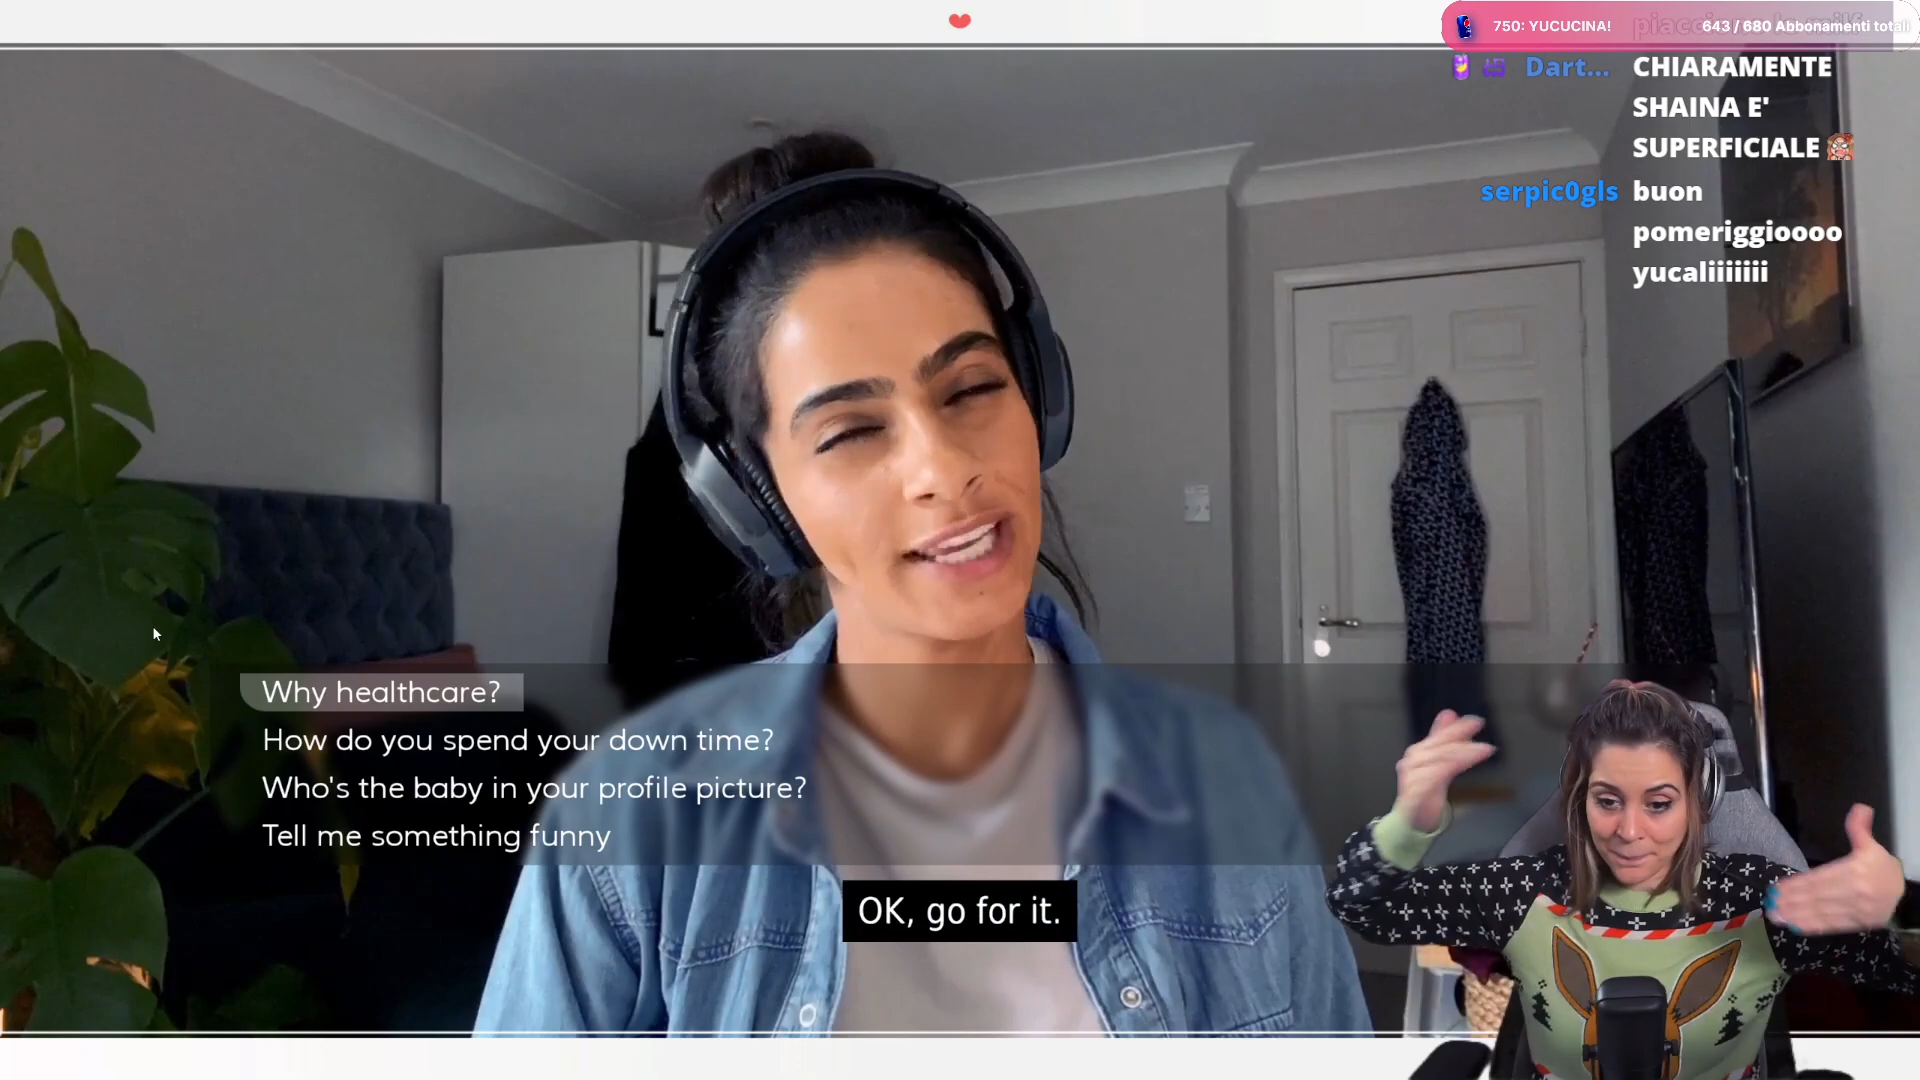 750: YUCUCINA!
643 / 680 Abbonamenti totali
Dart... CHIARAMENTE
SHAINA E'
SUPERFICIALE
serpic0gls buon
pomeriggioooo
yucaliiiiiii
Why healthcare?
How do you spend your down time?
Who's the baby in your profile picture?
Tell me something funny
OK, go for it.